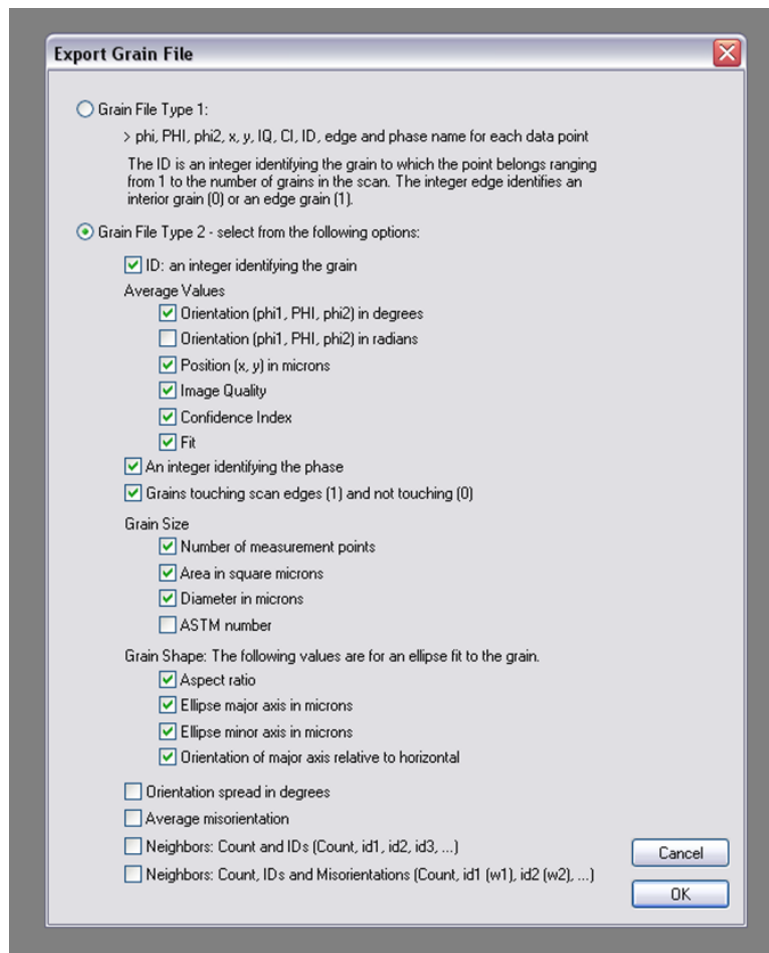 Export Grain File
Grain File Type 1:
> phi, PHI, phi2, x, y, IQ, CI, ID, edge and phase name for each data point
The ID is an integer identifying the grain to which the point belongs ranging
from 1 to the number of grains in the scan. The integer edge identifies an
interior grain (0) or an edge grain (1).
Grain File Type 2 - select from the following options:
ID: an integer identifying the grain
Average Values
Orientation (phi1, PHI, phi2) in degrees
Orientation (phi1, PHI, phi2) in radians
Position (x, y) in microns
Image Quality
Confidence Index
Fit
An integer identifying the phase
Grains touching scan edges (1) and not touching (0)
Grain Size
Number of measurement points
Area in square microns
Diameter in microns
ASTM number
Grain Shape: The following values are for an ellipse fit to the grain.
Aspect ratio
Ellipse major axis in microns
Ellipse minor axis in microns
Orientation of major axis relative to horizontal
Orientation spread in degrees
Average misorientation
Neighbors: Count and IDs (Count, id1, id2, id3, ...)
Neighbors: Count, IDs and Misorientations (Count, id1 (w1), id2 (w2), ...)
Cancel
OK